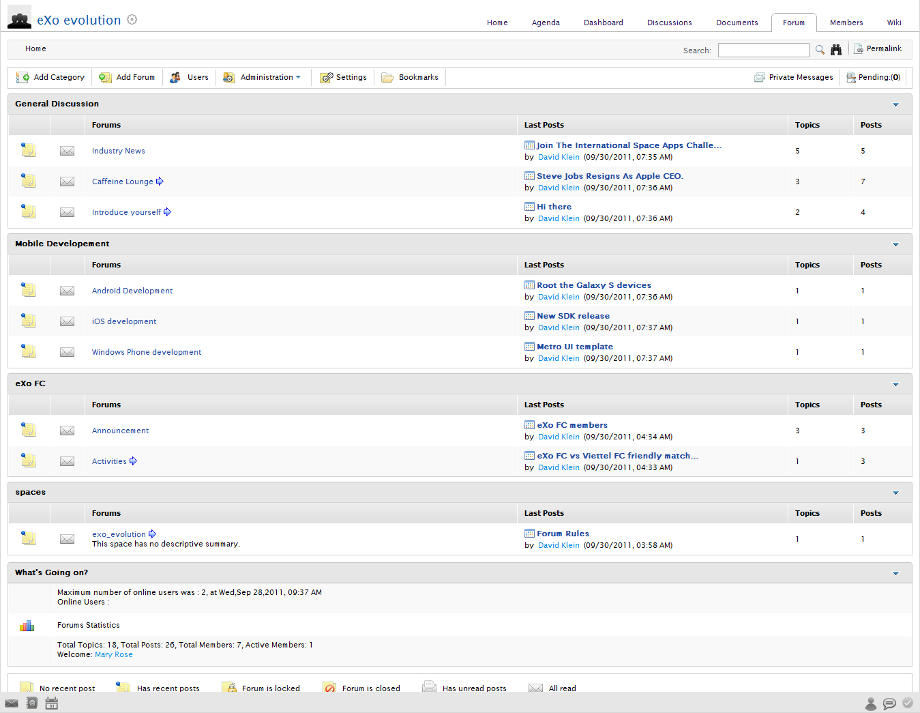 eXo evolution
Home Agenda Dashboard Discussions Documents Forum Members Wiki
Home Search: Permalink
Add Category Add Forum Users Administration Settings Bookmarks Private Messages Pending:(0)
General Discussion
Forums Last Posts Topics Posts
Industry News Join The International Space Apps Challe... 5 5
by David Klein (09/30/2011, 07:35 AM)
Caffeine Lounge Steve Jobs Resigns As Apple CEO. 3 7
by David Klein (09/30/2011, 07:36 AM)
Introduce yourself Hi there 2 4
by David Klein (09/30/2011, 07:36 AM)
Mobile Developement
Forums Last Posts Topics Posts
Android Development Root the Galaxy S devices 1 1
by David Klein (09/30/2011, 07:36 AM)
iOS development New SDK release 1 1
by David Klein (09/30/2011, 07:37 AM)
Windows Phone development Metro UI template 1 1
by David Klein (09/30/2011, 07:37 AM)
eXo FC
Forums Last Posts Topics Posts
Announcement eXo FC members 3 3
by David Klein (09/30/2011, 04:34 AM)
Activities eXo FC vs Viettel FC friendly match... 1 3
by David Klein (09/30/2011, 04:33 AM)
spaces
Forums Last Posts Topics Posts
exo_evolution Forum Rules 1 1
This space has no descriptive summary. by David Klein (09/30/2011, 03:58 AM)
What's Going on?
Maximum number of online users was : 2, at Wed,Sep 28,2011, 09:37 AM
Online Users :
Forums Statistics
Total Topics: 18, Total Posts: 26, Total Members: 7, Active Members: 1
Welcome: Mary Rose
No recent post Has recent posts Forum is locked Forum is closed Has unread posts All read